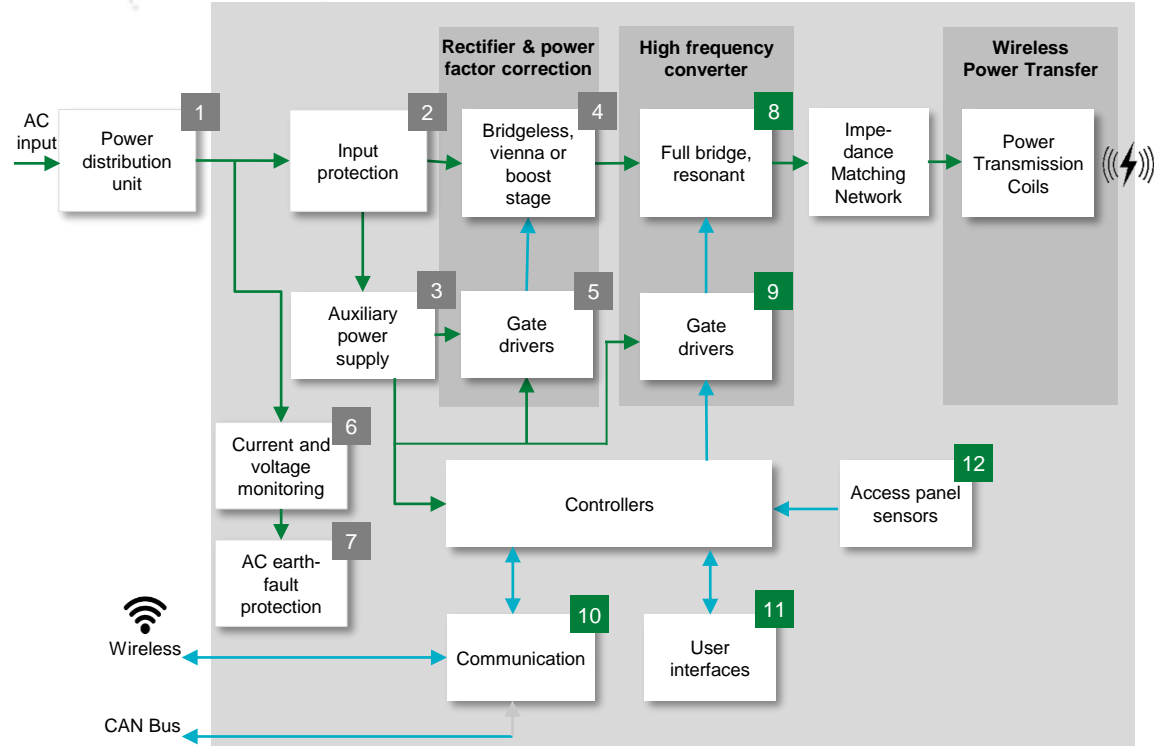 Rectifier & power
factor correction
High frequency
converter
Wireless
Power Transfer
AC
input
1
Power
distribution
unit
2
Input
protection
4
Bridgeless,
vienna or
boost
stage
8
Full bridge,
resonant
Impe-
dance
Matching
Network
Power
Transmission
Coils
3
Auxiliary
power
supply
5
Gate
drivers
9
Gate
drivers
6
Current and
voltage
monitoring
Controllers
12
Access panel
sensors
7
AC earth-
fault
protection
10
Communication
11
User
interfaces
Wireless
CAN Bus